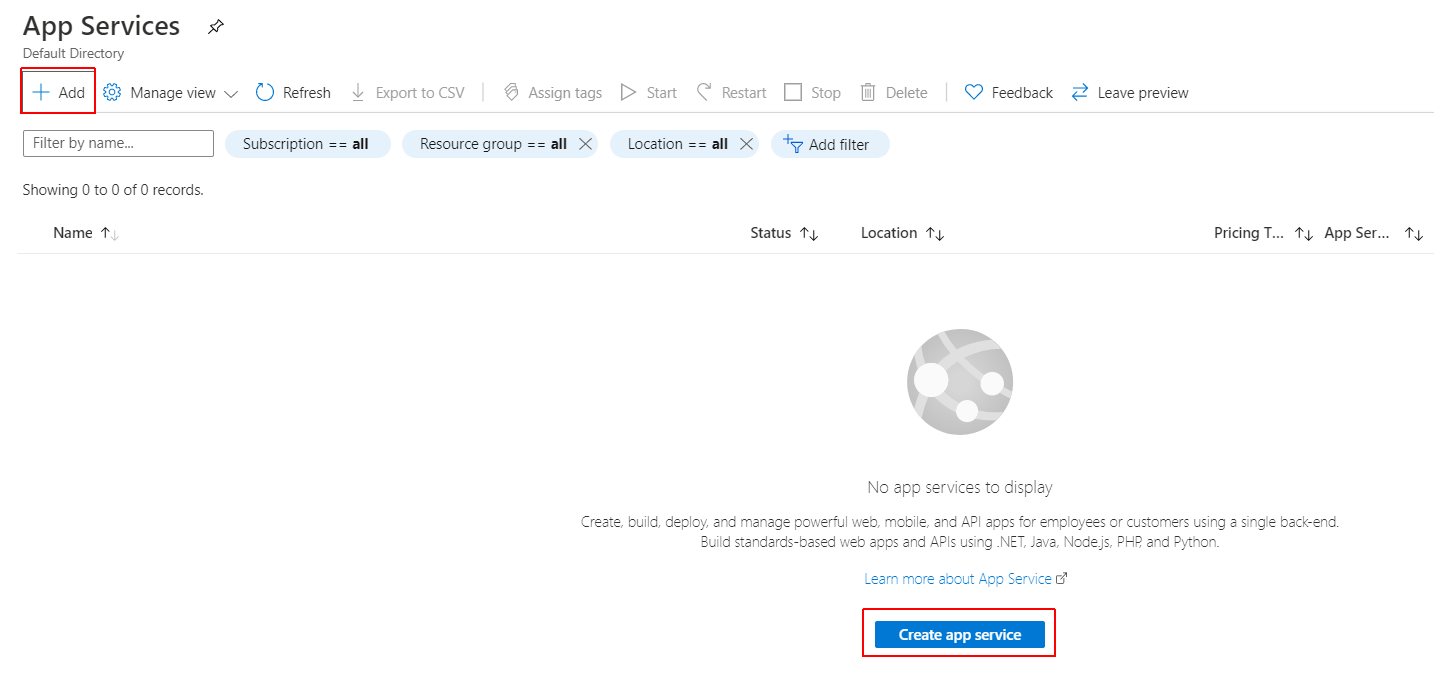 App Services
Default Directory
Add Manage view Refresh Export to CSV Assign tags Start Restart Stop Delete Feedback Leave preview
Filter by name... Subscription == all Resource group == all Location == all Add filter
Showing 0 to 0 of 0 records.
Name Status Location Pricing T... App Ser...
No app services to display
Create, build, deploy, and manage powerful web, mobile, and API apps for employees or customers using a single back-end.
Build standards-based web apps and APIs using .NET, Java, Node.js, PHP, and Python.
Learn more about App Service
Create app service